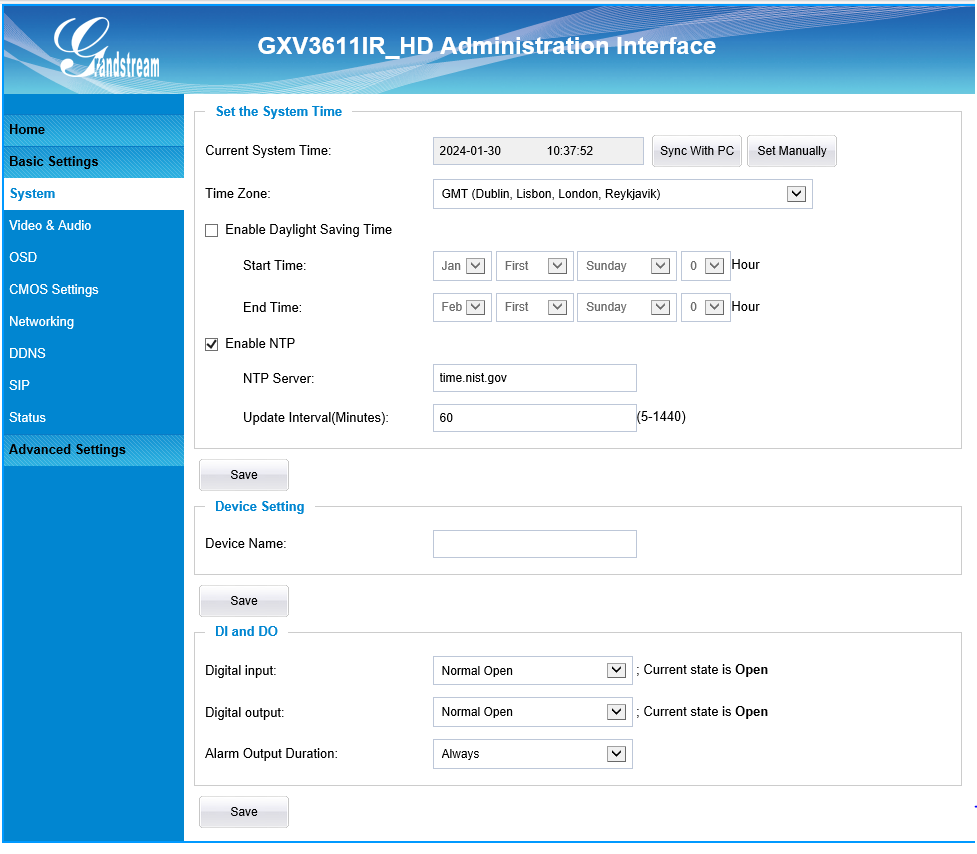 Grandstream
GXV3611IR_HD Administration Interface
Home
Basic Settings
System
Video & Audio
OSD
CMOS Settings
Networking
DDNS
SIP
Status
Advanced Settings
Set the System Time
Current System Time: 2024-01-30 10:37:52 Sync With PC Set Manually
Time Zone: GMT (Dublin, Lisbon, London, Reykjavik)
Enable Daylight Saving Time
Start Time: Jan First Sunday 0 Hour
End Time: Feb First Sunday 0 Hour
Enable NTP
NTP Server: time.nist.gov
Update Interval(Minutes): 60 (5-1440)
Save
Device Setting
Device Name:
Save
DI and DO
Digital input: Normal Open ; Current state is Open
Digital output: Normal Open ; Current state is Open
Alarm Output Duration: Always
Save